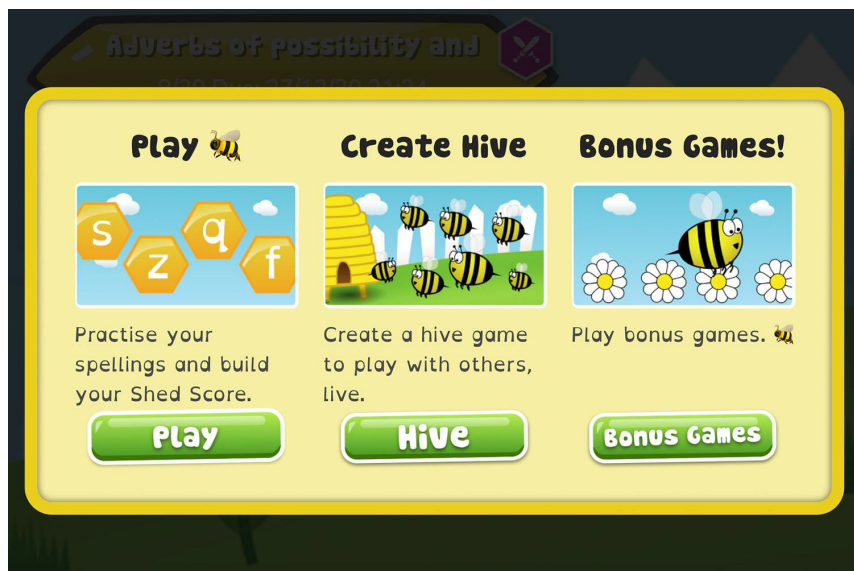 Adverbs of possibility and
Play
Create Hive
Bonus Games!
s
z
q
f
Practise your
spellings and build
your Shed Score.
Create a hive game
to play with others,
live.
Play bonus games.
Play
Hive
Bonus Games